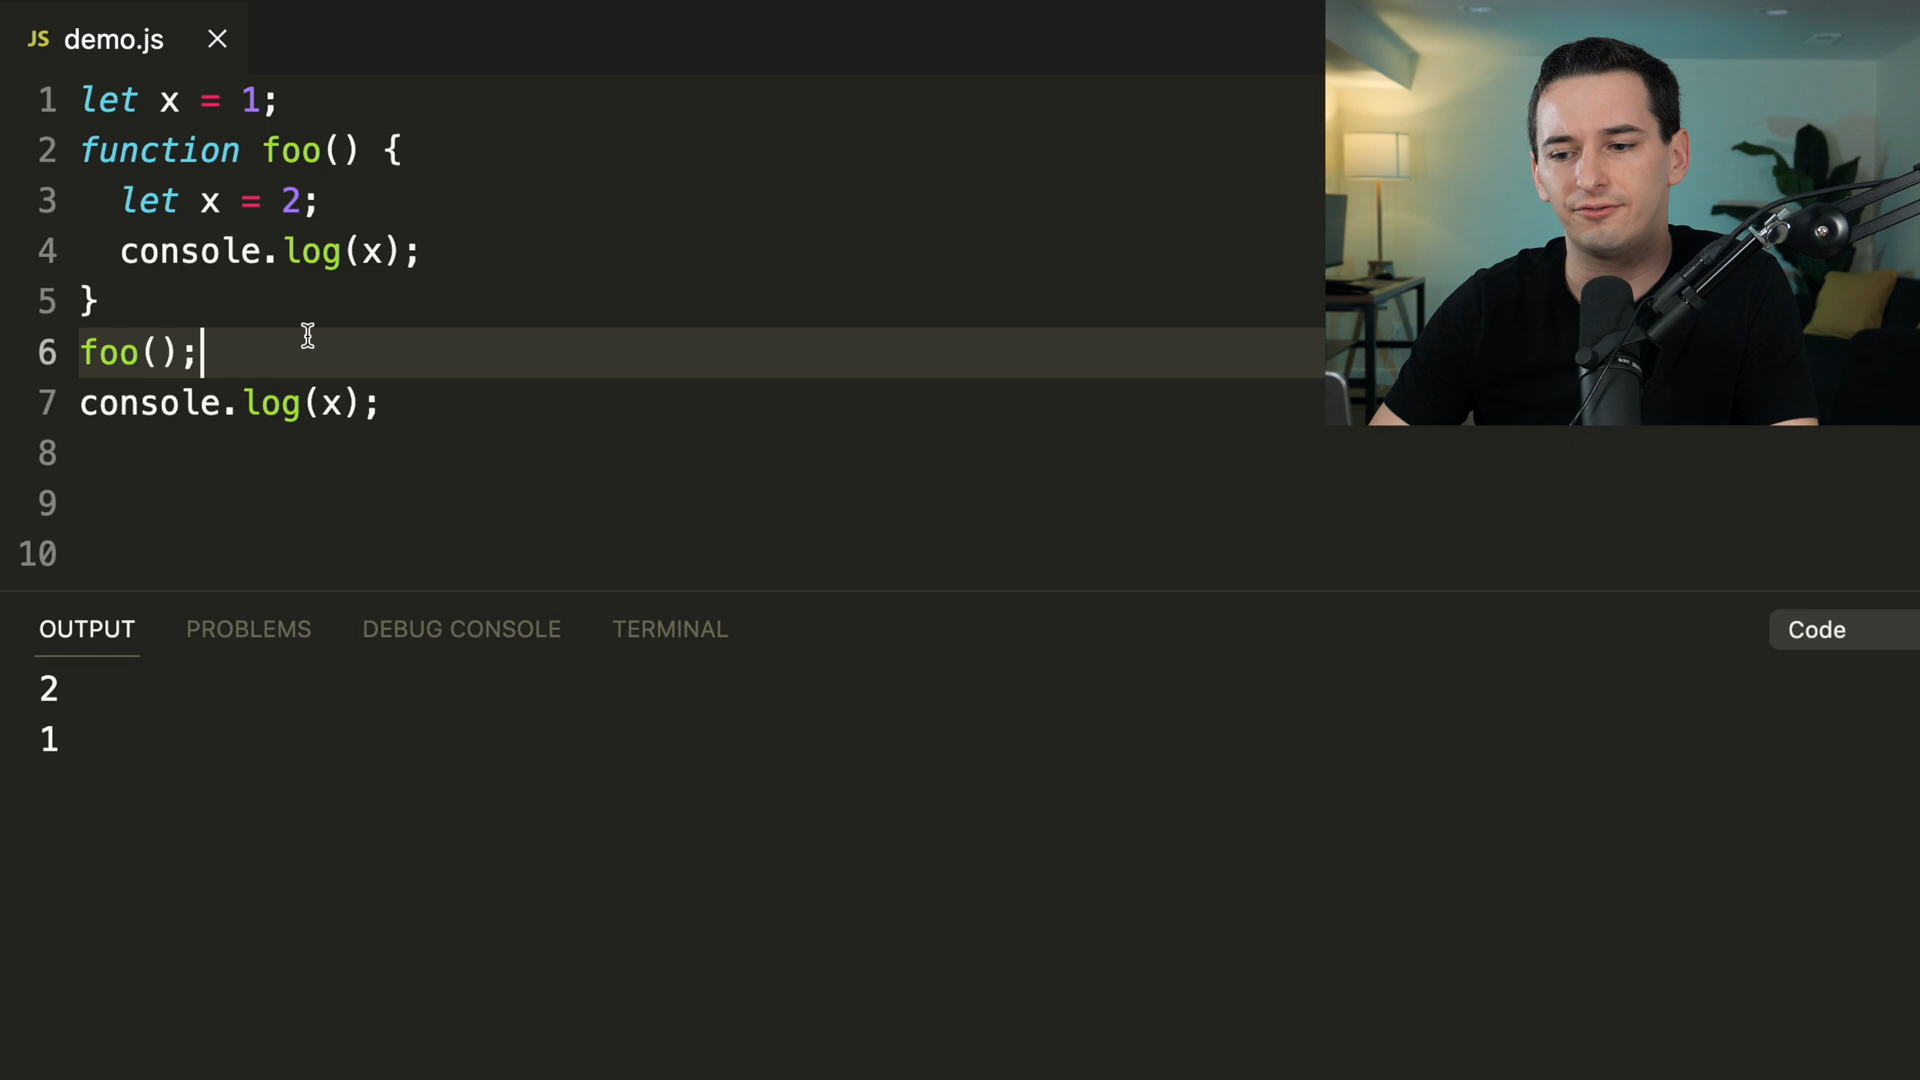 JS demo.js
1 let x = 1;
2 function foo() {
3   let x = 2;
4   console.log(x);
5 }
6 foo();
7 console.log(x);
8
9
10
OUTPUT PROBLEMS DEBUG CONSOLE TERMINAL Code
2
1